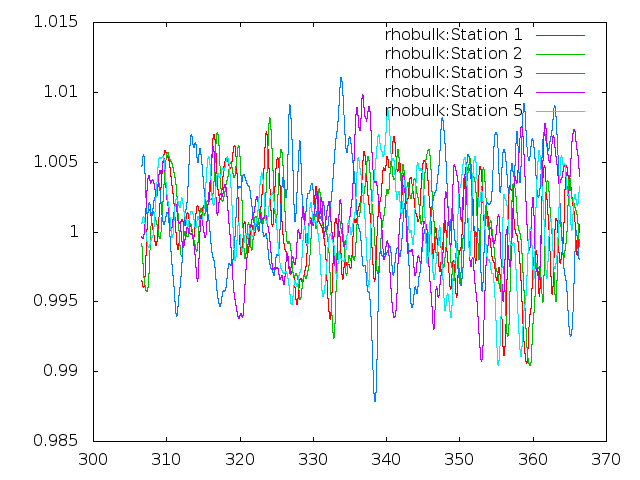 1.015
1.01
1.005
1
0.995
0.99
0.985
300 310 320 330 340 350 360 370
rhobulk:Station 1
rhobulk:Station 2
rhobulk:Station 3
rhobulk:Station 4
rhobulk:Station 5